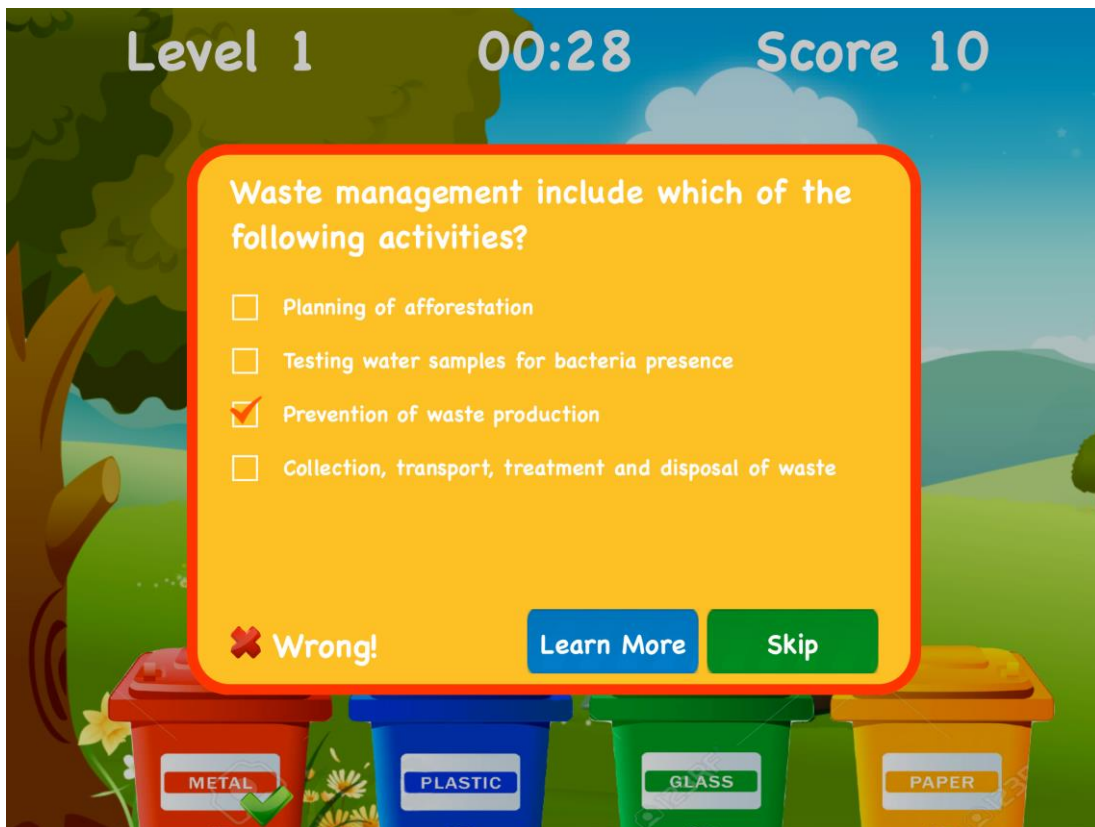 Level 1 00:28 Score 10
Waste management include which of the
following activities?
Planning of afforestation
Testing water samples for bacteria presence
Prevention of waste production
Collection, transport, treatment and disposal of waste
Wrong! Learn More Skip
METAL PLASTIC GLASS PAPER